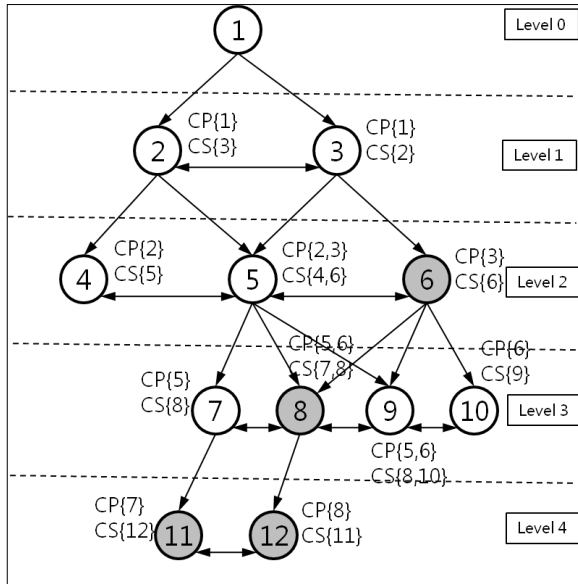 1
Level 0
CP{1}
CS{3}
CP{1}
CS{2}
2
3
Level 1
CP{2}
CS{5}
CP{2,3}
CS{4,6}
CP{3}
CS{6}
4
5
6
Level 2
CP{5,6}
CS{7,8}
CP{6}
CS{9}
CP{5}
CS{8}
7
8
9
10
Level 3
CP{5,6}
CS{8,10}
CP{7}
CS{12}
CP{8}
CS{11}
11
12
Level 4